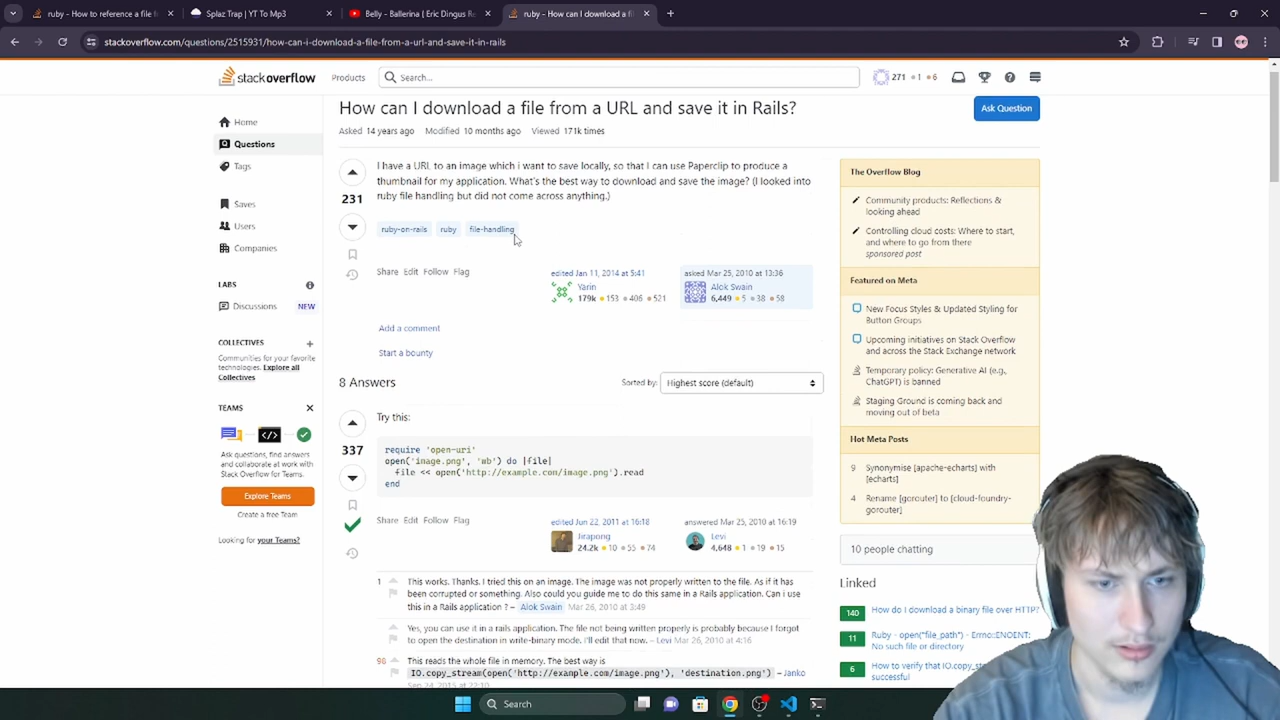 ruby - How to reference a file f
Splaz Trap | YT To Mp3
Belly - Ballerina [ Eric Dingus Re
ruby - How can I download a fi
stackoverflow.com/questions/2515931/how-can-i-download-a-file-from-a-url-and-save-it-in-rails
stackoverflow
Products
Search...
271 • 1 • 6
How can I download a file from a URL and save it in Rails?
Ask Question
Asked 14 years ago Modified 10 months ago Viewed 171k times
Home
Questions
Tags
Saves
Users
Companies
LABS
Discussions NEW
COLLECTIVES
Communities for your favorite
technologies. Explore all
Collectives
TEAMS
Ask questions, find answers and
collaborate at work with
Stack Overflow for Teams.
Explore Teams
Create a free Team
Looking for your Teams?
231
I have a URL to an image which i want to save locally, so that I can use Paperclip to produce a
thumbnail for my application. What's the best way to download and save the image? (I looked into
ruby file handling but did not come across anything.)
ruby-on-rails ruby file-handling
Share Edit Follow Flag
edited Jan 11, 2014 at 5:41
Yarin
179k • 153 • 406 • 521
asked Mar 25, 2010 at 13:36
Alok Swain
6,449 • 5 • 38 • 58
Add a comment
Start a bounty
8 Answers
Sorted by: Highest score (default)
337
Try this:
require 'open-uri'
open('image.png', 'wb') do |file|
file << open('http://example.com/image.png').read
end
Share Edit Follow Flag
edited Jun 22, 2011 at 16:18
Jirapong
24.2k • 10 • 55 • 74
answered Mar 25, 2010 at 16:19
Levi
4,648 • 1 • 19 • 15
1 This works. Thanks. I tried this on an image. The image was not properly written to the file. As if it has
been corrupted or something. Also could you guide me to do this same in a Rails application. Can i use
this in a Rails application ? – Alok Swain Mar 26, 2010 at 3:49
Yes, you can use it in a rails application. The file not being written properly is probably because I forgot
to open the destination in write-binary mode. I'll edit that now. – Levi Mar 26, 2010 at 4:16
98 This reads the whole file in memory. The best way is
IO.copy_stream(open('http://example.com/image.png'), 'destination.png') – Janko
The Overflow Blog
Community products: Reflections &
looking ahead
Controlling cloud costs: Where to start,
and where to go from there
sponsored post
Featured on Meta
New Focus Styles & Updated Styling for
Button Groups
Upcoming initiatives on Stack Overflow
and across the Stack Exchange network
Temporary policy: Generative AI (e.g.,
ChatGPT) is banned
Staging Ground is coming back and
moving out of beta
Hot Meta Posts
9 Synonymise [apache-echarts] with
[echarts]
4 Rename [gorouter] to [cloud-foundry-
gorouter]
10 people chatting
Linked
140 How do I download a binary file over HTTP?
11 Ruby - open("file_path") - Errno::ENOENT:
No such file or directory
6 How to verify that IO.copy_
successful
Search